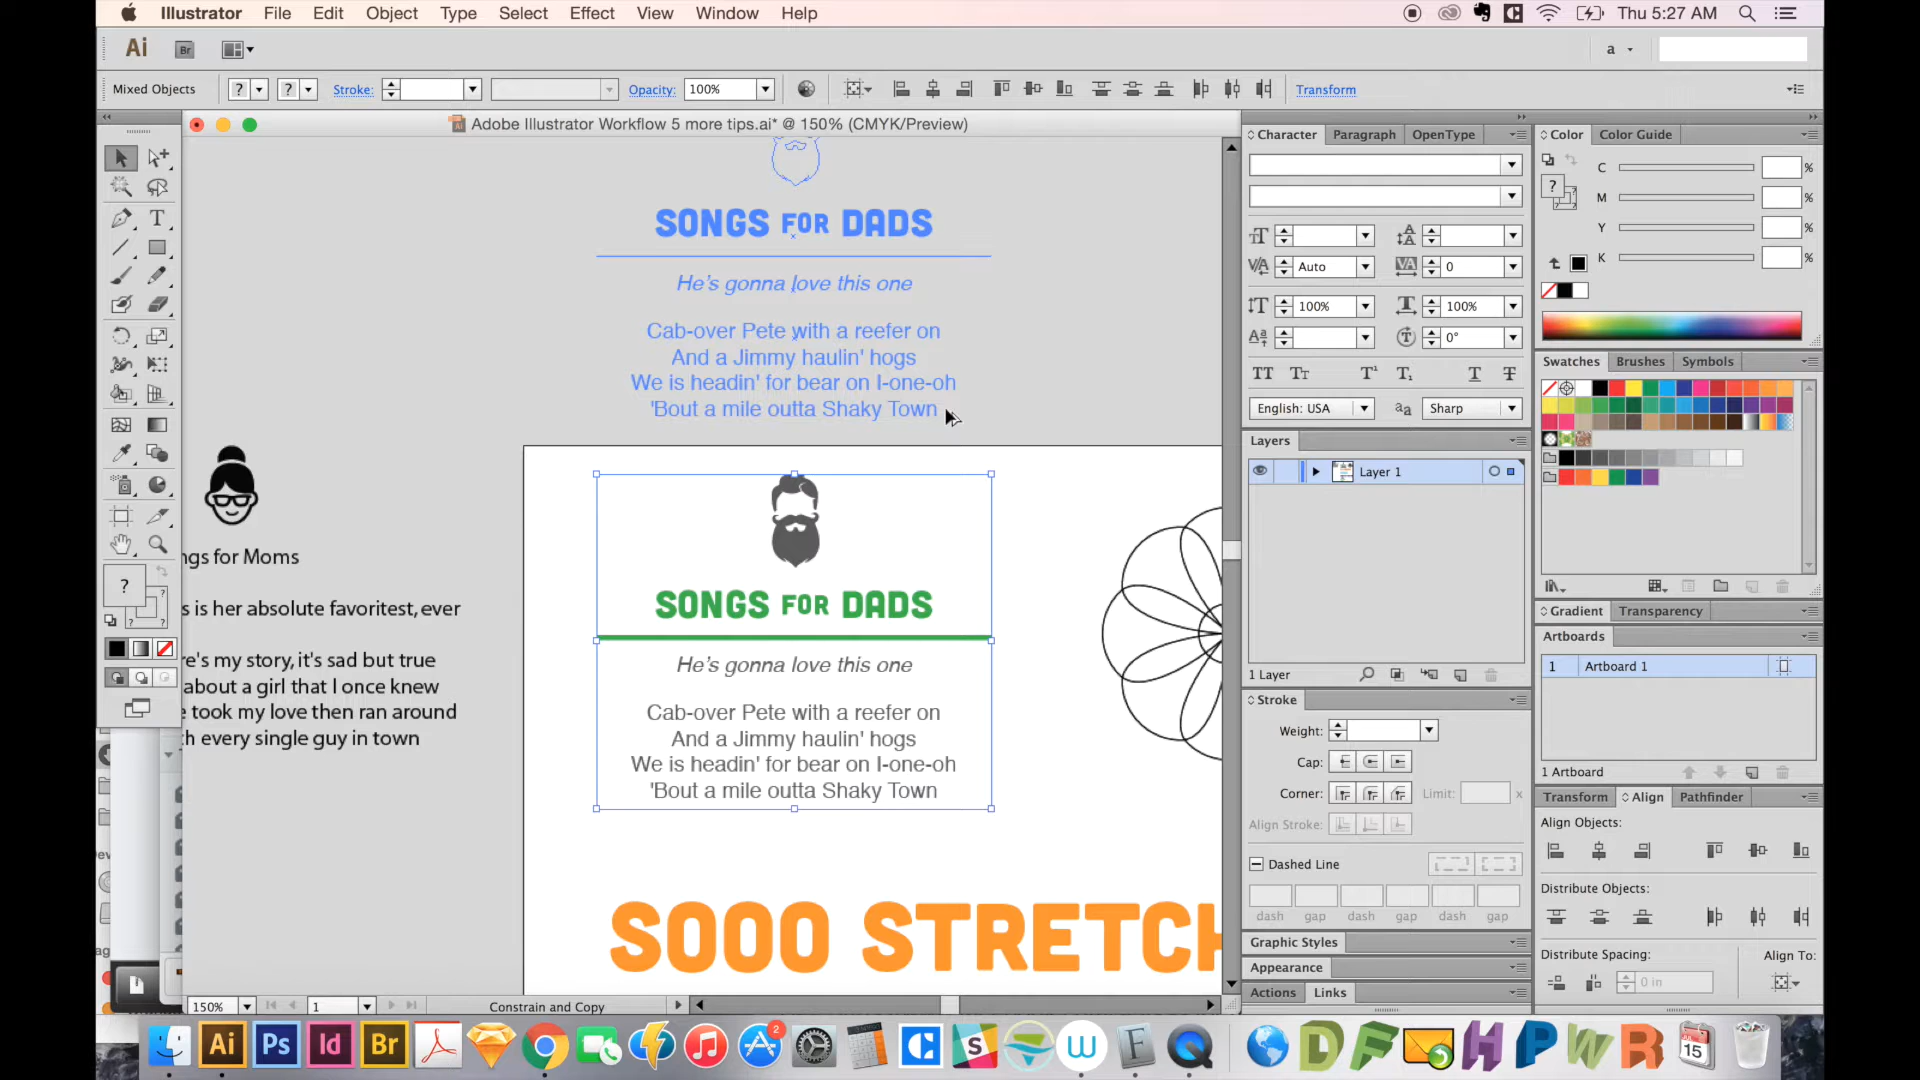 Illustrator File Edit Object Type Select Effect View Window Help
Thu 5:27 AM
Ai Br
a
Mixed Objects ? ? Stroke: Opacity: 100% Transform
Adobe Illustrator Workflow 5 more tips.ai* @ 150% (CMYK/Preview)
SONGS FOR DADS
He's gonna love this one
Cab-over Pete with a reefer on
And a Jimmy haulin' hogs
We is headin' for bear on I-one-oh
'Bout a mile outta Shaky Town
ngs for Moms
s is her absolute favoritest, ever
re's my story, it's sad but true
about a girl that I once knew
e took my love then ran around
h every single guy in town
SONGS FOR DADS
He's gonna love this one
Cab-over Pete with a reefer on
And a Jimmy haulin' hogs
We is headin' for bear on I-one-oh
'Bout a mile outta Shaky Town
SOOO STRETCH
150% 1 Constrain and Copy
Character Paragraph OpenType
Auto 0
100% 100%
0°
English: USA Sharp
Layers
Layer 1
1 Layer
Stroke
Weight:
Cap:
Corner: Limit: x
Align Stroke:
Dashed Line
dash gap dash gap dash gap
Graphic Styles
Appearance
Actions Links
Color Color Guide
C %
M %
Y %
K %
Swatches Brushes Symbols
Gradient Transparency
Artboards
1 Artboard 1
1 Artboard
Transform Align Pathfinder
Align Objects:
Distribute Objects:
Distribute Spacing: Align To:
0 in
Ai Ps Id Br 2 S W F D F H P W R 15